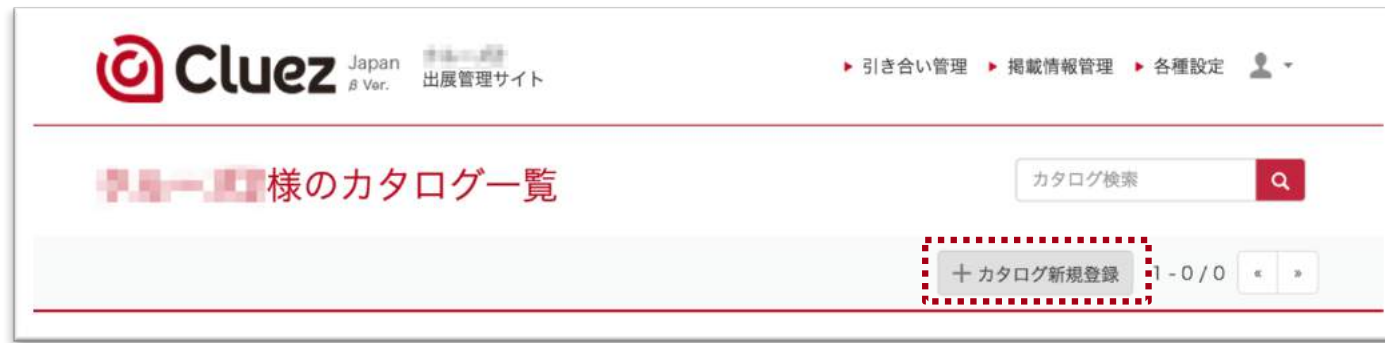 Cluez Japan
β Ver.
出展管理サイト
▶ 引き合い管理 ▶ 掲載情報管理 ▶ 各種設定
様のカタログ一覧
カタログ検索
＋カタログ新規登録
1 - 0 / 0 « »